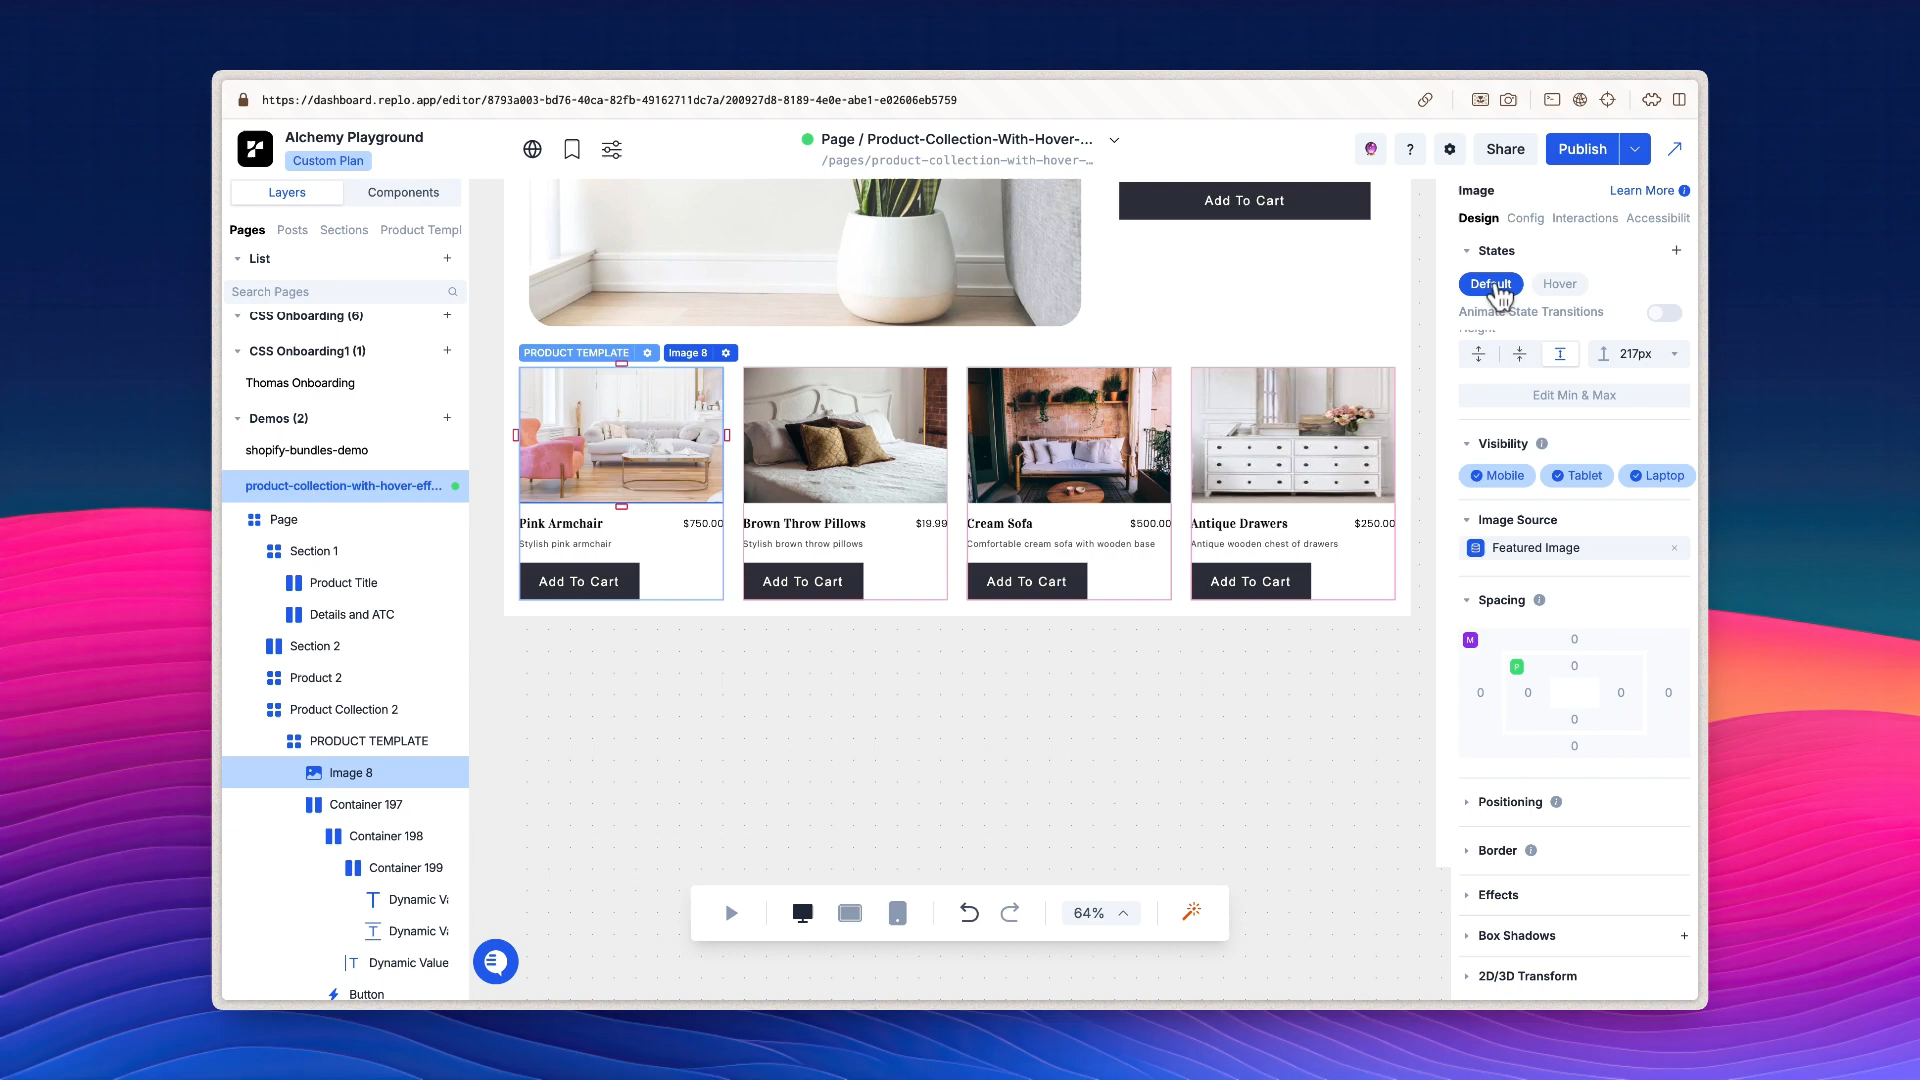 https://dashboard.replo.app/editor/8793a003-bd76-40ca-82fb-49162711dc7a/200927d8-8189-4e0e-abe1-e02606eb5759
Alchemy Playground
Custom Plan
Page / Product-Collection-With-Hover-...
/pages/product-collection-with-hover-...
?
Share
Publish
Layers
Components
Pages
Posts
Sections
Product Templ
List
Search Pages
CSS Onboarding (6)
CSS Onboarding1 (1)
Thomas Onboarding
Demos (2)
shopify-bundles-demo
product-collection-with-hover-eff...
Page
Section 1
Product Title
Details and ATC
Section 2
Product 2
Product Collection 2
PRODUCT TEMPLATE
Image 8
Container 197
Container 198
Container 199
Dynamic Va
Dynamic Va
Dynamic Value
Button
Add To Cart
PRODUCT TEMPLATE
Image 8
Pink Armchair
$750.00
Stylish pink armchair
Add To Cart
Brown Throw Pillows
$19.99
Stylish brown throw pillows
Add To Cart
Cream Sofa
$500.00
Comfortable cream sofa with wooden base
Add To Cart
Antique Drawers
$250.00
Antique wooden chest of drawers
Add To Cart
64%
Image
Learn More
Design
Config
Interactions
Accessibilit
States
Default
Hover
Animate State Transitions
Height
217px
Edit Min & Max
Visibility
Mobile
Tablet
Laptop
Image Source
Featured Image
Spacing
M
0
P
0
0
0
0
0
0
0
Positioning
Border
Effects
Box Shadows
2D/3D Transform